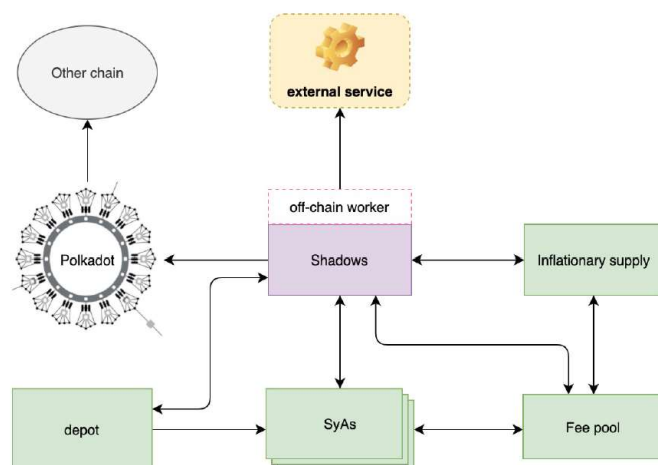 Other chain
external service
off-chain worker
Polkadot
Shadows
Inflationary supply
depot
SyAs
Fee pool